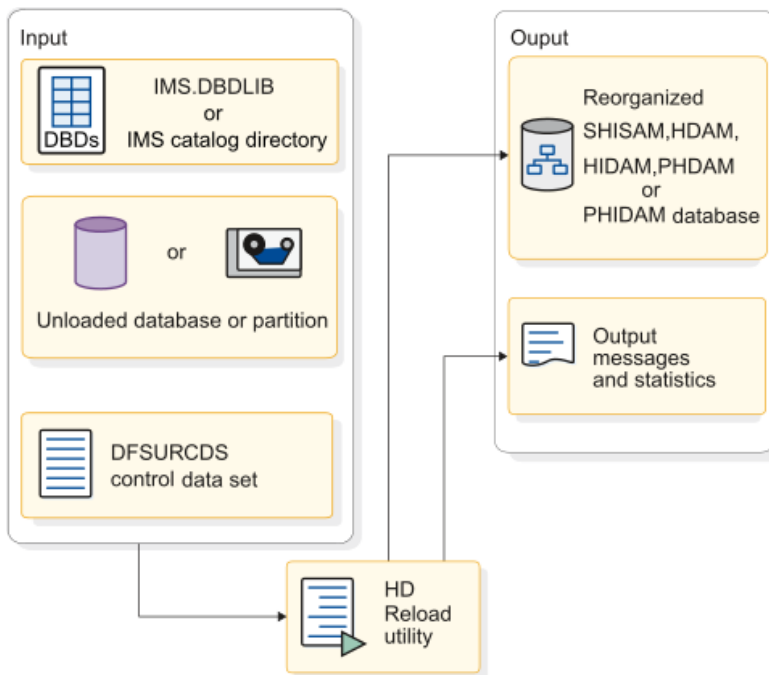 Input
DBDs
IMS.DBDLIB
or
IMS catalog directory
or
Unloaded database or partition
DFSURCDS
control data set
HD
Reload
utility
Ouput
Reorganized
SHISAM,HDAM,
HIDAM,PHDAM
or
PHIDAM database
Output
messages
and statistics